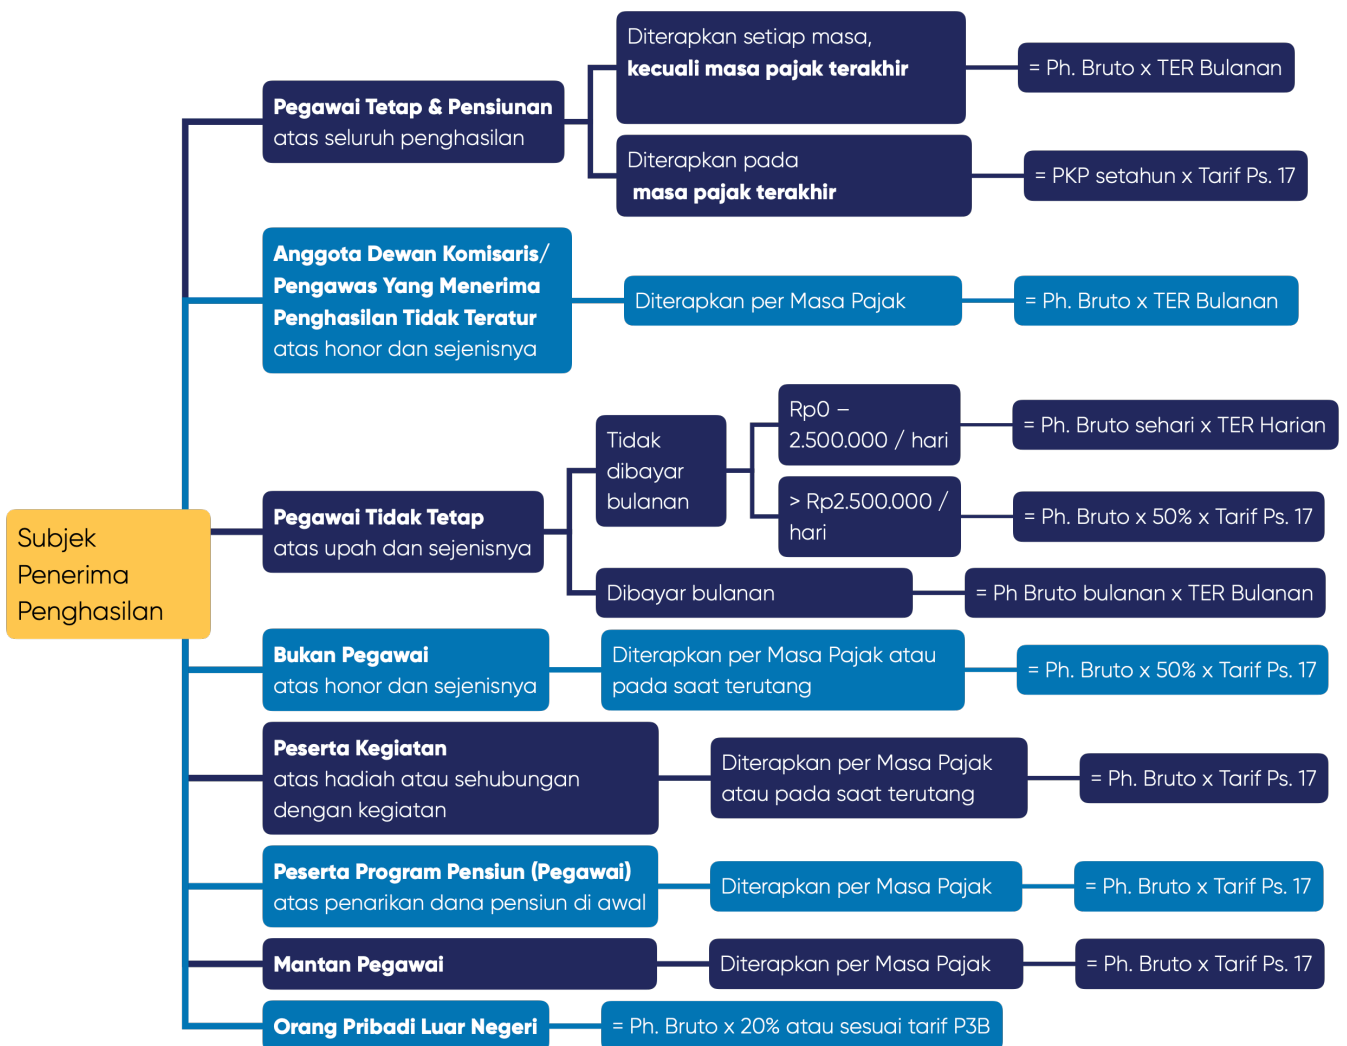 Subjek
Penerima
Penghasilan
Pegawai Tetap & Pensiunan
atas seluruh penghasilan
Diterapkan setiap masa,
kecuali masa pajak terakhir
= Ph. Bruto x TER Bulanan
Diterapkan pada
masa pajak terakhir
= PKP setahun x Tarif Ps. 17
Anggota Dewan Komisaris/
Pengawas Yang Menerima
Penghasilan Tidak Teratur
atas honor dan sejenisnya
Diterapkan per Masa Pajak
= Ph. Bruto x TER Bulanan
Pegawai Tidak Tetap
atas upah dan sejenisnya
Tidak
dibayar
bulanan
Rp0 –
2.500.000 / hari
= Ph. Bruto sehari x TER Harian
> Rp2.500.000 /
hari
= Ph. Bruto x 50% x Tarif Ps. 17
Dibayar bulanan
= Ph Bruto bulanan x TER Bulanan
Bukan Pegawai
atas honor dan sejenisnya
Diterapkan per Masa Pajak atau
pada saat terutang
= Ph. Bruto x 50% x Tarif Ps. 17
Peserta Kegiatan
atas hadiah atau sehubungan
dengan kegiatan
Diterapkan per Masa Pajak
atau pada saat terutang
= Ph. Bruto x Tarif Ps. 17
Peserta Program Pensiun (Pegawai)
atas penarikan dana pensiun di awal
Diterapkan per Masa Pajak
= Ph. Bruto x Tarif Ps. 17
Mantan Pegawai
Diterapkan per Masa Pajak
= Ph. Bruto x Tarif Ps. 17
Orang Pribadi Luar Negeri
= Ph. Bruto x 20% atau sesuai tarif P3B